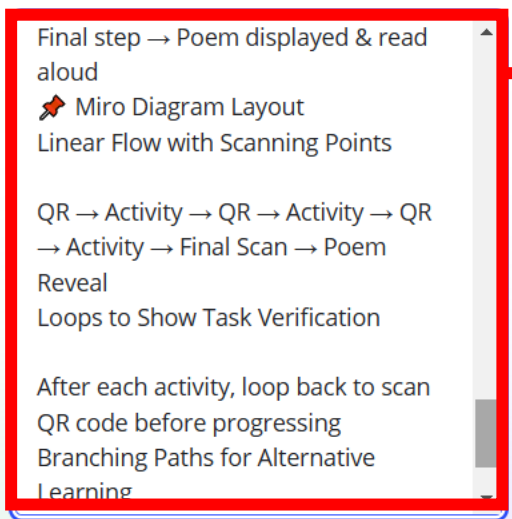 Final step → Poem displayed & read
aloud
📌 Miro Diagram Layout
Linear Flow with Scanning Points
QR → Activity → QR → Activity → QR
→ Activity → Final Scan → Poem
Reveal
Loops to Show Task Verification
After each activity, loop back to scan
QR code before progressing
Branching Paths for Alternative
Learning